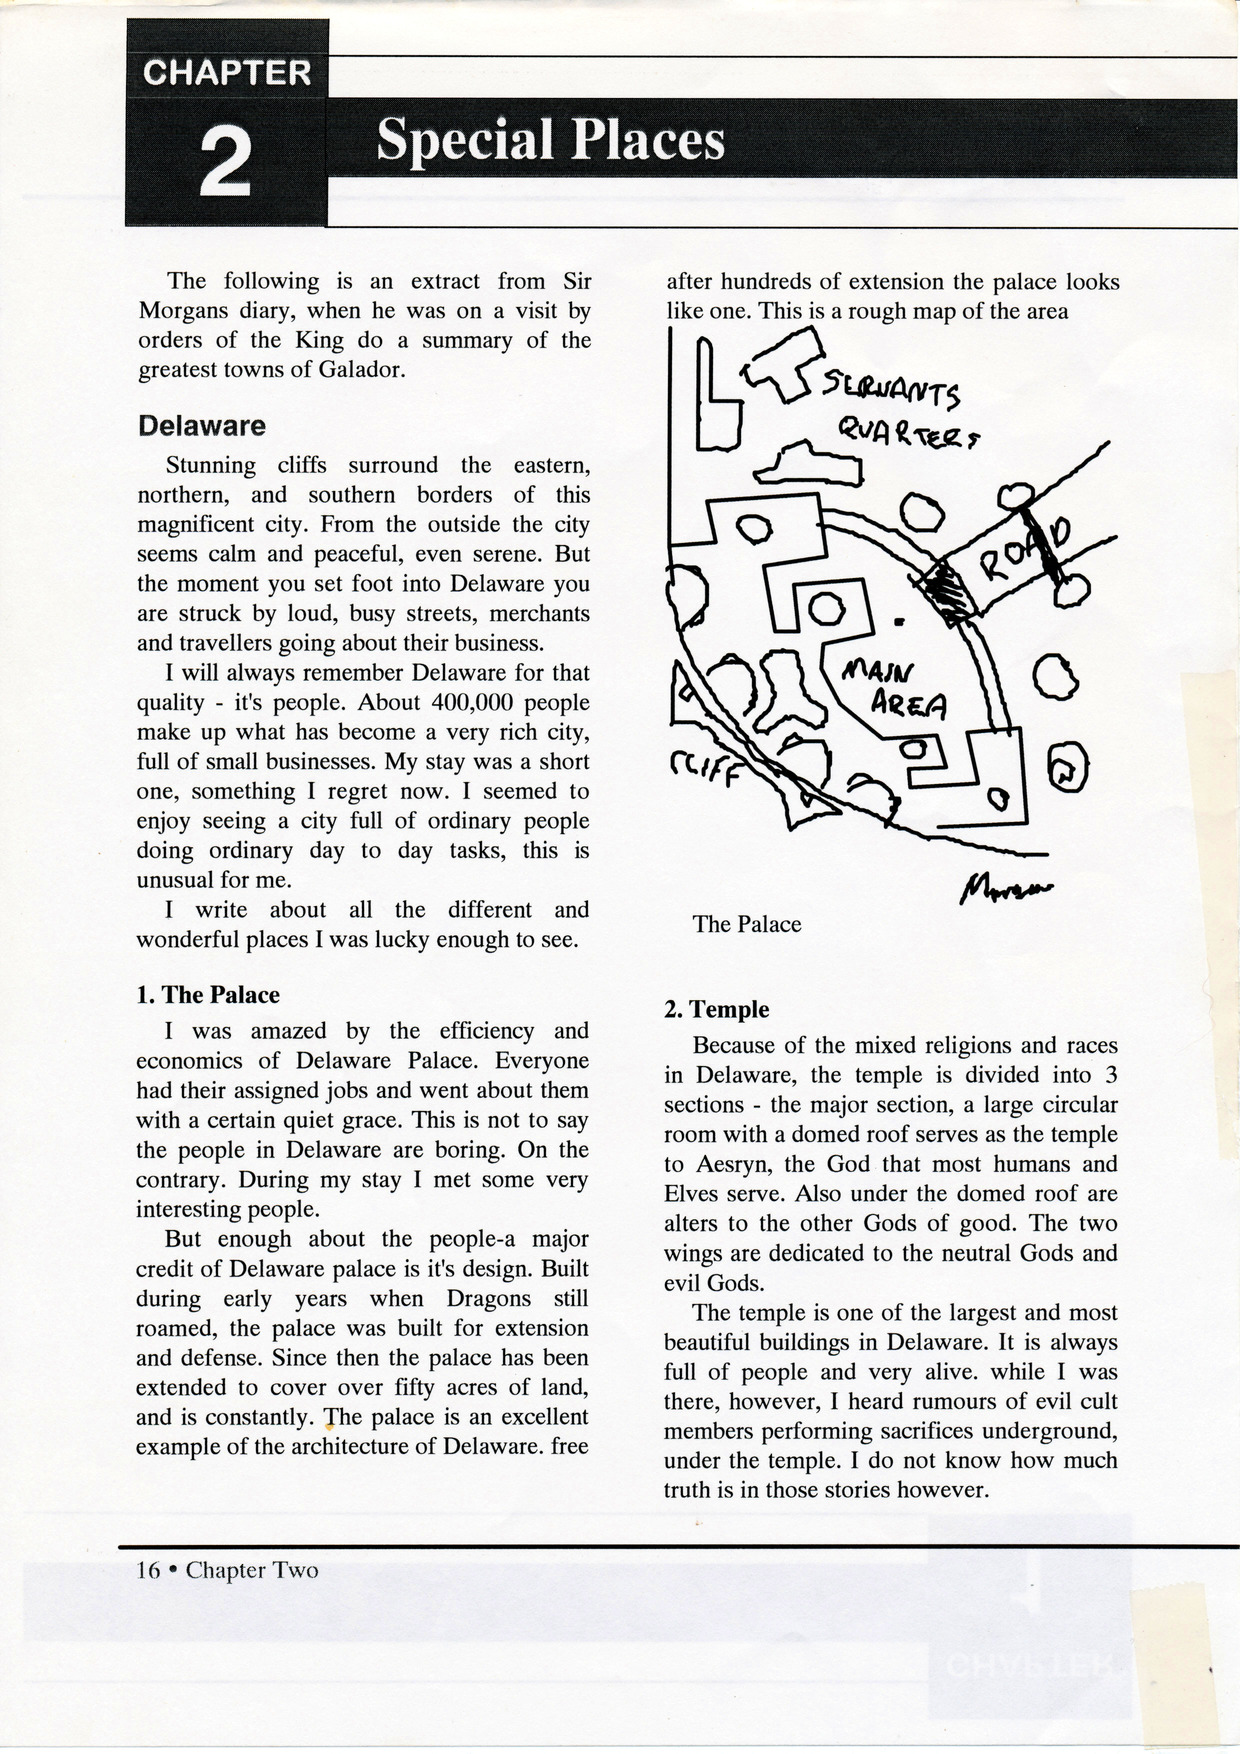 CHAPTER
2
Special Places
The following is an extract from Sir
Morgans diary, when he was on a visit by
orders of the King do a summary of the
greatest towns of Galador.
Delaware
Stunning cliffs surround the eastern,
northern, and southern borders of this
magnificent city. From the outside the city
seems calm and peaceful, even serene. But
the moment you set foot into Delaware you
are struck by loud, busy streets, merchants
and travellers going about their business.
I will always remember Delaware for that
quality - it's people. About 400,000 people
make up what has become a very rich city,
full of small businesses. My stay was a short
one, something I regret now. I seemed to
enjoy seeing a city full of ordinary people
doing ordinary day to day tasks, this is
unusual for me.
I write about all the different and
wonderful places I was lucky enough to see.
1. The Palace
I was amazed by the efficiency and
economics of Delaware Palace. Everyone
had their assigned jobs and went about them
with a certain quiet grace. This is not to say
the people in Delaware are boring. On the
contrary. During my stay I met some very
interesting people.
But enough about the people-a major
credit of Delaware palace is it's design. Built
during early years when Dragons still
roamed, the palace was built for extension
and defense. Since then the palace has been
extended to cover over fifty acres of land,
and is constantly. The palace is an excellent
example of the architecture of Delaware. free
after hundreds of extension the palace looks
like one. This is a rough map of the area
SERVANTS
QUARTERS
ROAD
MAIN
AREA
CLIFF
Morgan
The Palace
2. Temple
Because of the mixed religions and races
in Delaware, the temple is divided into 3
sections - the major section, a large circular
room with a domed roof serves as the temple
to Aesryn, the God that most humans and
Elves serve. Also under the domed roof are
alters to the other Gods of good. The two
wings are dedicated to the neutral Gods and
evil Gods.
The temple is one of the largest and most
beautiful buildings in Delaware. It is always
full of people and very alive. while I was
there, however, I heard rumours of evil cult
members performing sacrifices underground,
under the temple. I do not know how much
truth is in those stories however.
16 • Chapter Two
CHAPTER
1